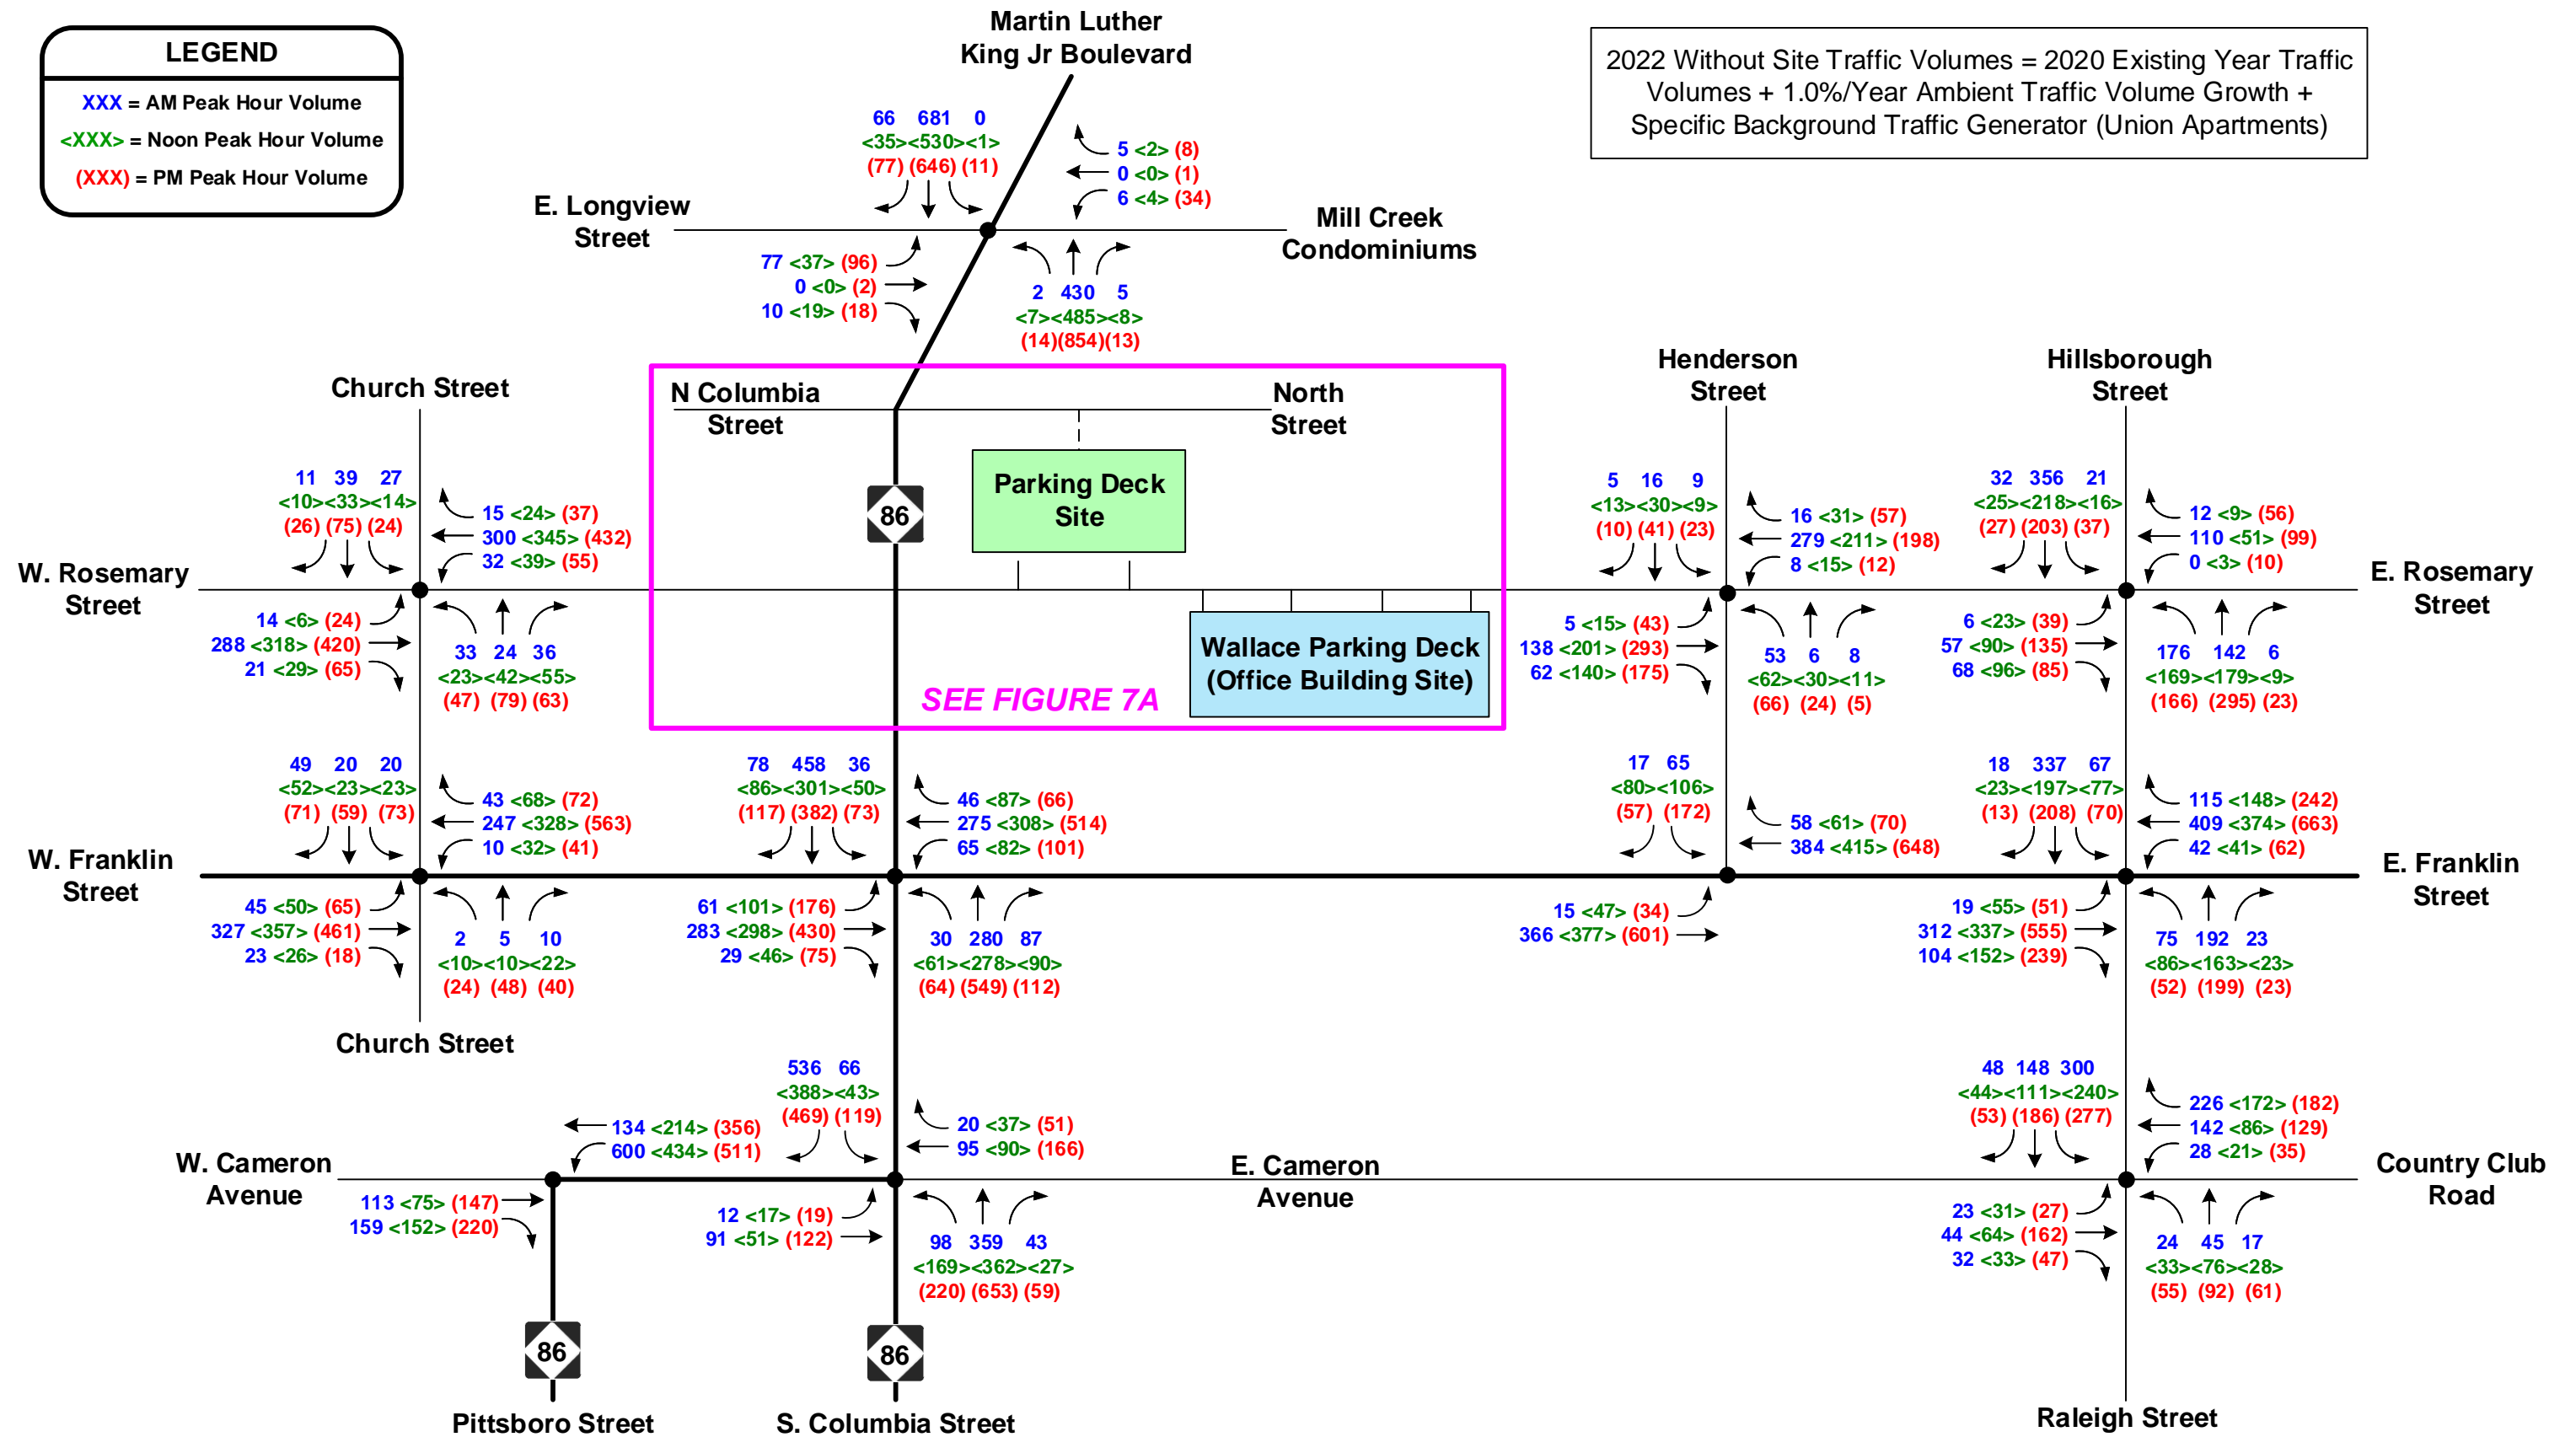 LEGEND
XXX = AM Peak Hour Volume
<XXX> = Noon Peak Hour Volume
(XXX) = PM Peak Hour Volume
Martin Luther
King Jr Boulevard
2022 Without Site Traffic Volumes = 2020 Existing Year Traffic
Volumes + 1.0%/Year Ambient Traffic Volume Growth +
Specific Background Traffic Generator (Union Apartments)
66 681 0
<35><530><1>
(77) (646) (11)
5 <2> (8)
0 <0> (1)
6 <4> (34)
E. Longview
Street
Mill Creek
Condominiums
77 <37> (96)
0 <0> (2)
10 <19> (18)
2 430 5
<7><485><8>
(14)(854)(13)
Church Street
N Columbia
Street
North
Street
Henderson
Street
Hillsborough
Street
86
Parking Deck
Site
11 39 27
<10><33><14>
(26) (75) (24)
15 <24> (37)
300 <345> (432)
32 <39> (55)
5 16 9
<13><30><9>
(10) (41) (23)
16 <31> (57)
279 <211> (198)
8 <15> (12)
32 356 21
<25><218><16>
(27) (203) (37)
12 <9> (56)
110 <51> (99)
0 <3> (10)
W. Rosemary
Street
E. Rosemary
Street
14 <6> (24)
288 <318> (420)
21 <29> (65)
33 24 36
<23><42><55>
(47) (79) (63)
Wallace Parking Deck
(Office Building Site)
SEE FIGURE 7A
5 <15> (43)
138 <201> (293)
62 <140> (175)
53 6 8
<62><30><11>
(66) (24) (5)
6 <23> (39)
57 <90> (135)
68 <96> (85)
176 142 6
<169><179><9>
(166) (295) (23)
49 20 20
<52><23><23>
(71) (59) (73)
43 <68> (72)
247 <328> (563)
10 <32> (41)
78 458 36
<86><301><50>
(117) (382) (73)
46 <87> (66)
275 <308> (514)
65 <82> (101)
17 65
<80><106>
(57) (172)
58 <61> (70)
384 <415> (648)
18 337 67
<23><197><77>
(13) (208) (70)
115 <148> (242)
409 <374> (663)
42 <41> (62)
W. Franklin
Street
E. Franklin
Street
45 <50> (65)
327 <357> (461)
23 <26> (18)
2 5 10
<10><10><22>
(24) (48) (40)
61 <101> (176)
283 <298> (430)
29 <46> (75)
30 280 87
<61><278><90>
(64) (549) (112)
15 <47> (34)
366 <377> (601)
19 <55> (51)
312 <337> (555)
104 <152> (239)
75 192 23
<86><163><23>
(52) (199) (23)
Church Street
134 <214> (356)
600 <434> (511)
536 66
<388><43>
(469) (119)
20 <37> (51)
95 <90> (166)
48 148 300
<44><111><240>
(53) (186) (277)
226 <172> (182)
142 <86> (129)
28 <21> (35)
W. Cameron
Avenue
E. Cameron
Avenue
Country Club
Road
113 <75> (147)
159 <152> (220)
12 <17> (19)
91 <51> (122)
98 359 43
<169><362><27>
(220) (653) (59)
23 <31> (27)
44 <64> (162)
32 <33> (47)
24 45 17
<33><76><28>
(55) (92) (61)
86
86
Pittsboro Street
S. Columbia Street
Raleigh Street